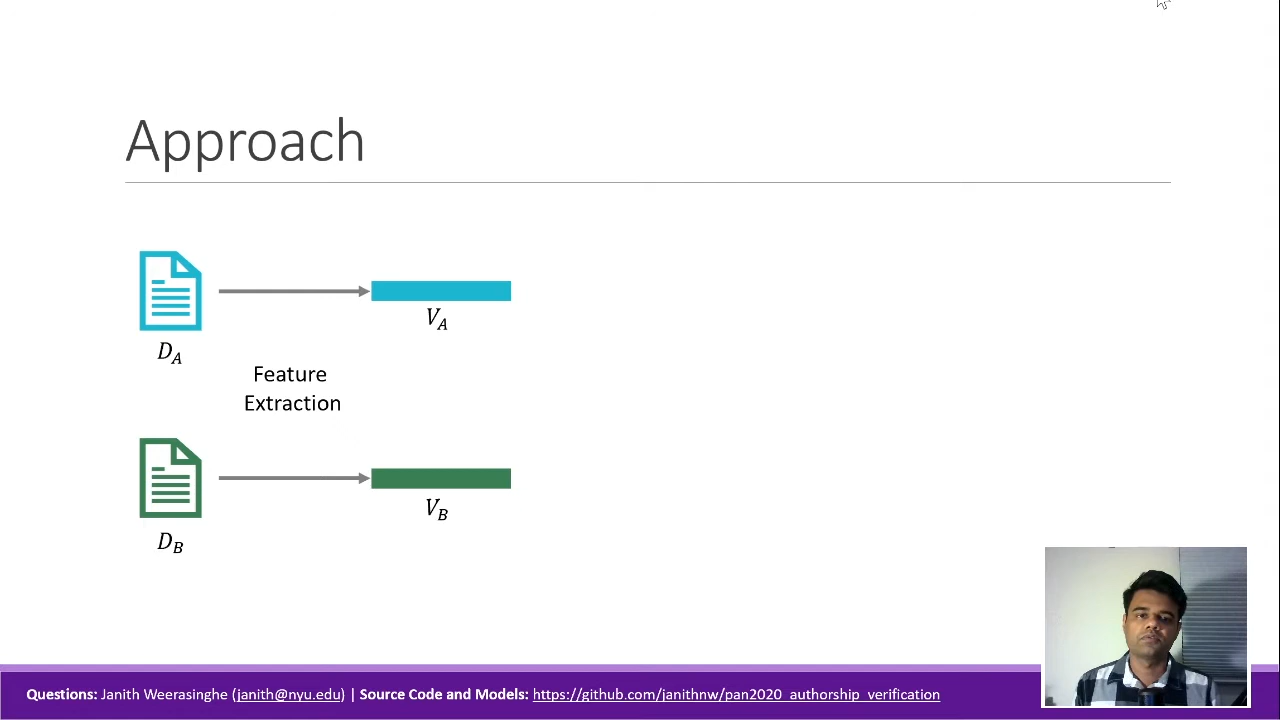 Approach
V_A
D_A
Feature
Extraction
V_B
D_B
Questions: Janith Weerasinghe (janith@nyu.edu) | Source Code and Models: https://github.com/janithnw/pan2020_authorship_verification